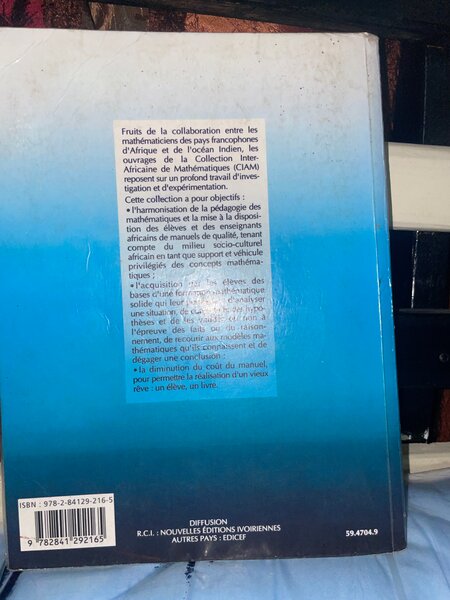 Fruits de la collaboration entre les
mathématiciens des pays francophones
d'Afrique et de l'océan Indien, les
ouvrages de la Collection Inter-
Africaine de Mathématiques (CIAM)
reposent sur un profond travail d'inves-
tigation et d'expérimentation.
Cette collection a pour objectifs :
• l'harmonisation de la pédagogie des
mathématiques et la mise à la disposi-
tion des élèves et des enseignants
africains de manuels de qualité, tenant
compte du milieu socio-culturel
africain en tant que support et véhicule
privilégiés des concepts mathéma-
tiques ;
• l'acquisition par les élèves des
bases d'une formation mathématique
solide qui leur d'analyser
une situation, de hypo-
thèses et de les ou non à
l'épreuve des faits ou du raison-
nement, de recourir aux modèles ma-
thématiques qu'ils connaissent et de
dégager une conclusion ;
• la diminution du coût du manuel,
pour permettre la réalisation d'un vieux
rêve : un élève, un livre.
ISBN : 978-2-84129-216-5
9 782841 292165
DIFFUSION
R.C.I. : NOUVELLES ÉDITIONS IVOIRIENNES
AUTRES PAYS : EDICEF
59.4704.9